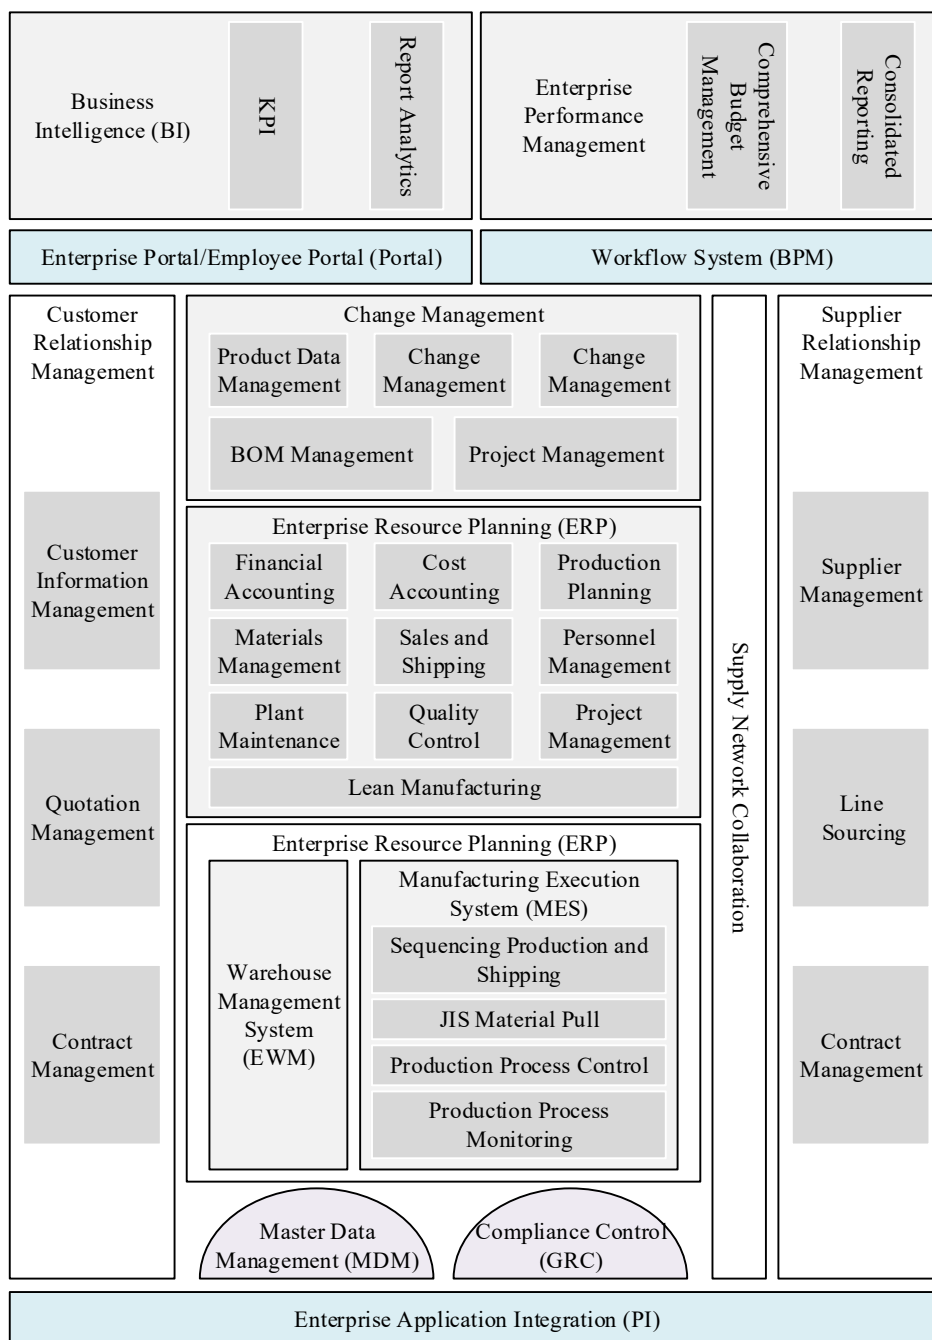 Business
Intelligence (BI)
KPI
Report Analytics
Enterprise
Performance
Management
Comprehensive
Budget
Management
Consolidated
Reporting
Enterprise Portal/Employee Portal (Portal)
Workflow System (BPM)
Customer
Relationship
Management
Customer
Information
Management
Quotation
Management
Contract
Management
Change Management
Product Data
Management
Change
Management
Change
Management
BOM Management
Project Management
Enterprise Resource Planning (ERP)
Financial
Accounting
Cost
Accounting
Production
Planning
Materials
Management
Sales and
Shipping
Personnel
Management
Plant
Maintenance
Quality
Control
Project
Management
Lean Manufacturing
Enterprise Resource Planning (ERP)
Warehouse
Management
System
(EWM)
Manufacturing Execution
System (MES)
Sequencing Production and
Shipping
JIS Material Pull
Production Process Control
Production Process
Monitoring
Master Data
Management (MDM)
Compliance Control
(GRC)
Supply Network Collaboration
Supplier
Relationship
Management
Supplier
Management
Line
Sourcing
Contract
Management
Enterprise Application Integration (PI)